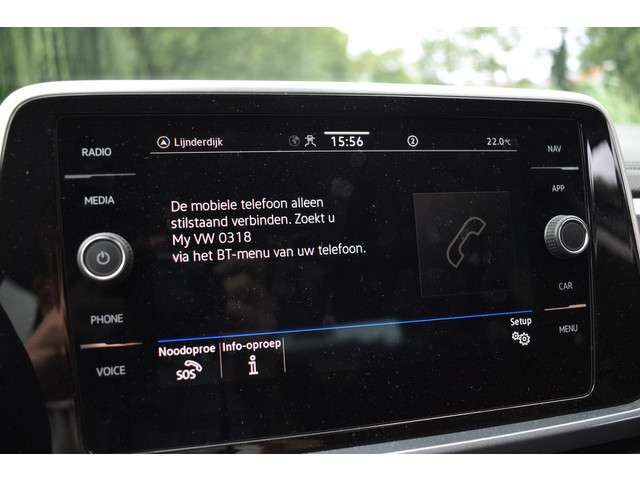 RADIO
MEDIA
PHONE
VOICE
Lijnderdijk
15:56
2
22.0°C
De mobiele telefoon alleen
stilstaand verbinden. Zoekt u
My VW 0318
via het BT-menu van uw telefoon.
Noodoproe
SOS
Info-oproep
i
Setup
NAV
APP
CAR
MENU